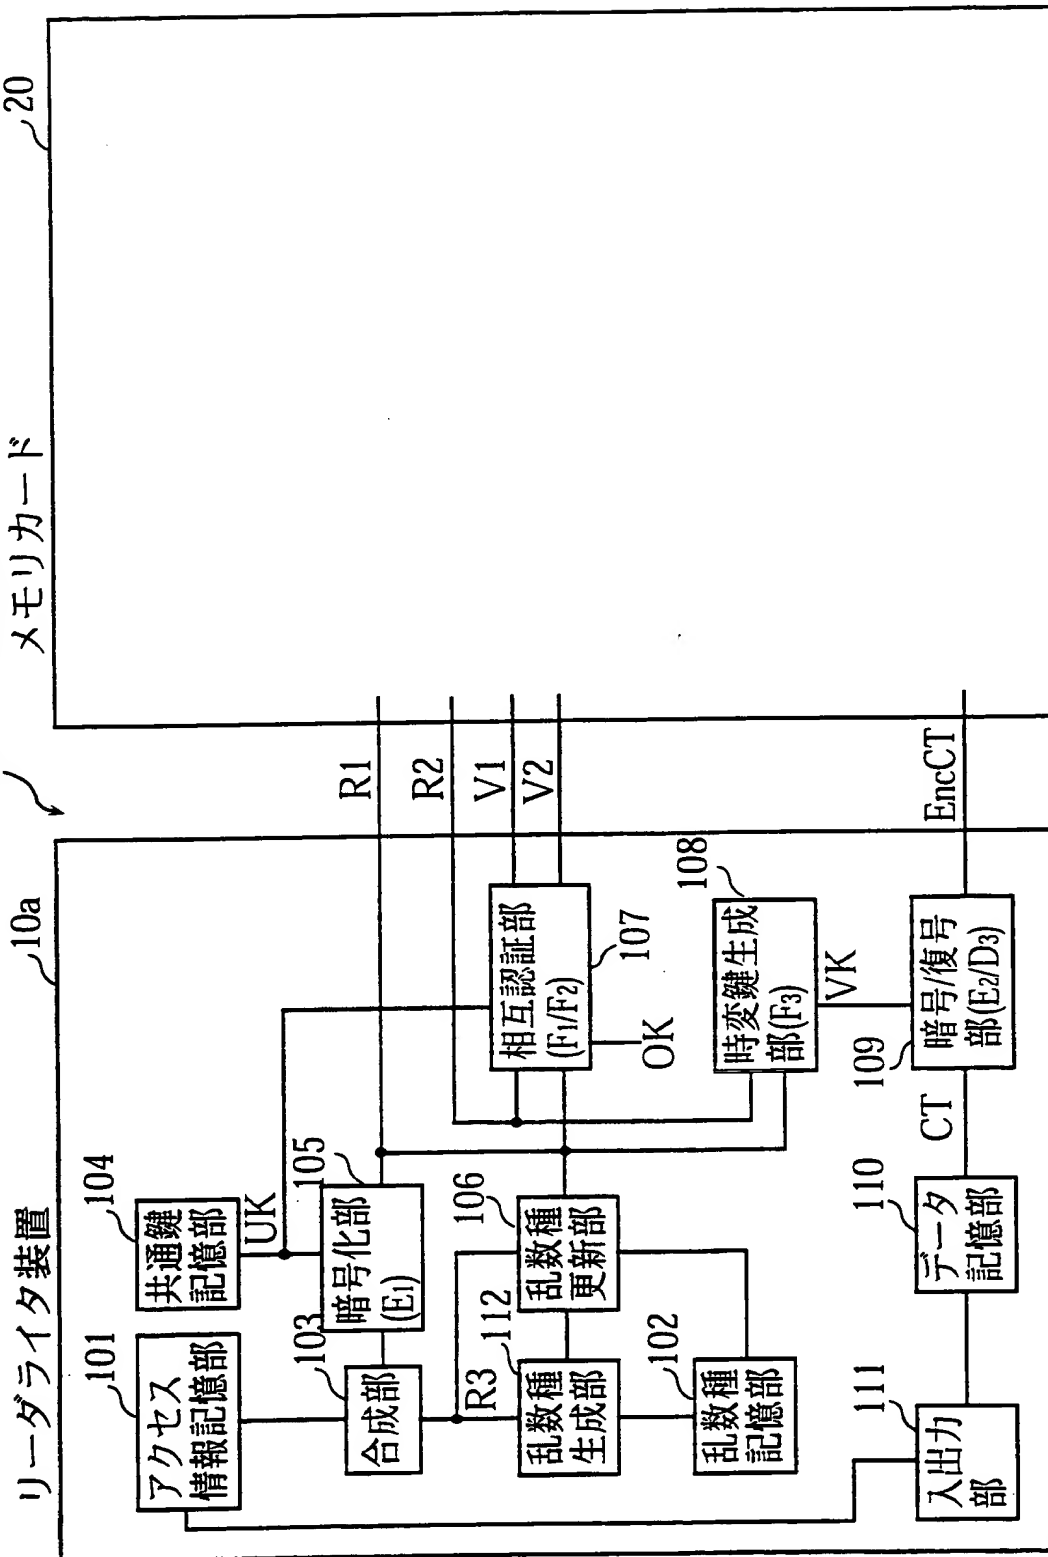 リーダライタ装置
10a
メモリカード
20
101
アクセス
情報記憶部
104
共通鍵
記憶部
UK
103
合成部
105
暗号化部
(E1)
R1
R2
V1
V2
R3
112
乱数種
生成部
106
乱数種
更新部
相互認証部
(F1/F2)
107
OK
102
乱数種
記憶部
108
時変鍵生成
部(F3)
VK
111
入出力
部
110
データ
記憶部
CT
109
暗号/復号
部(E2/D3)
EncCT